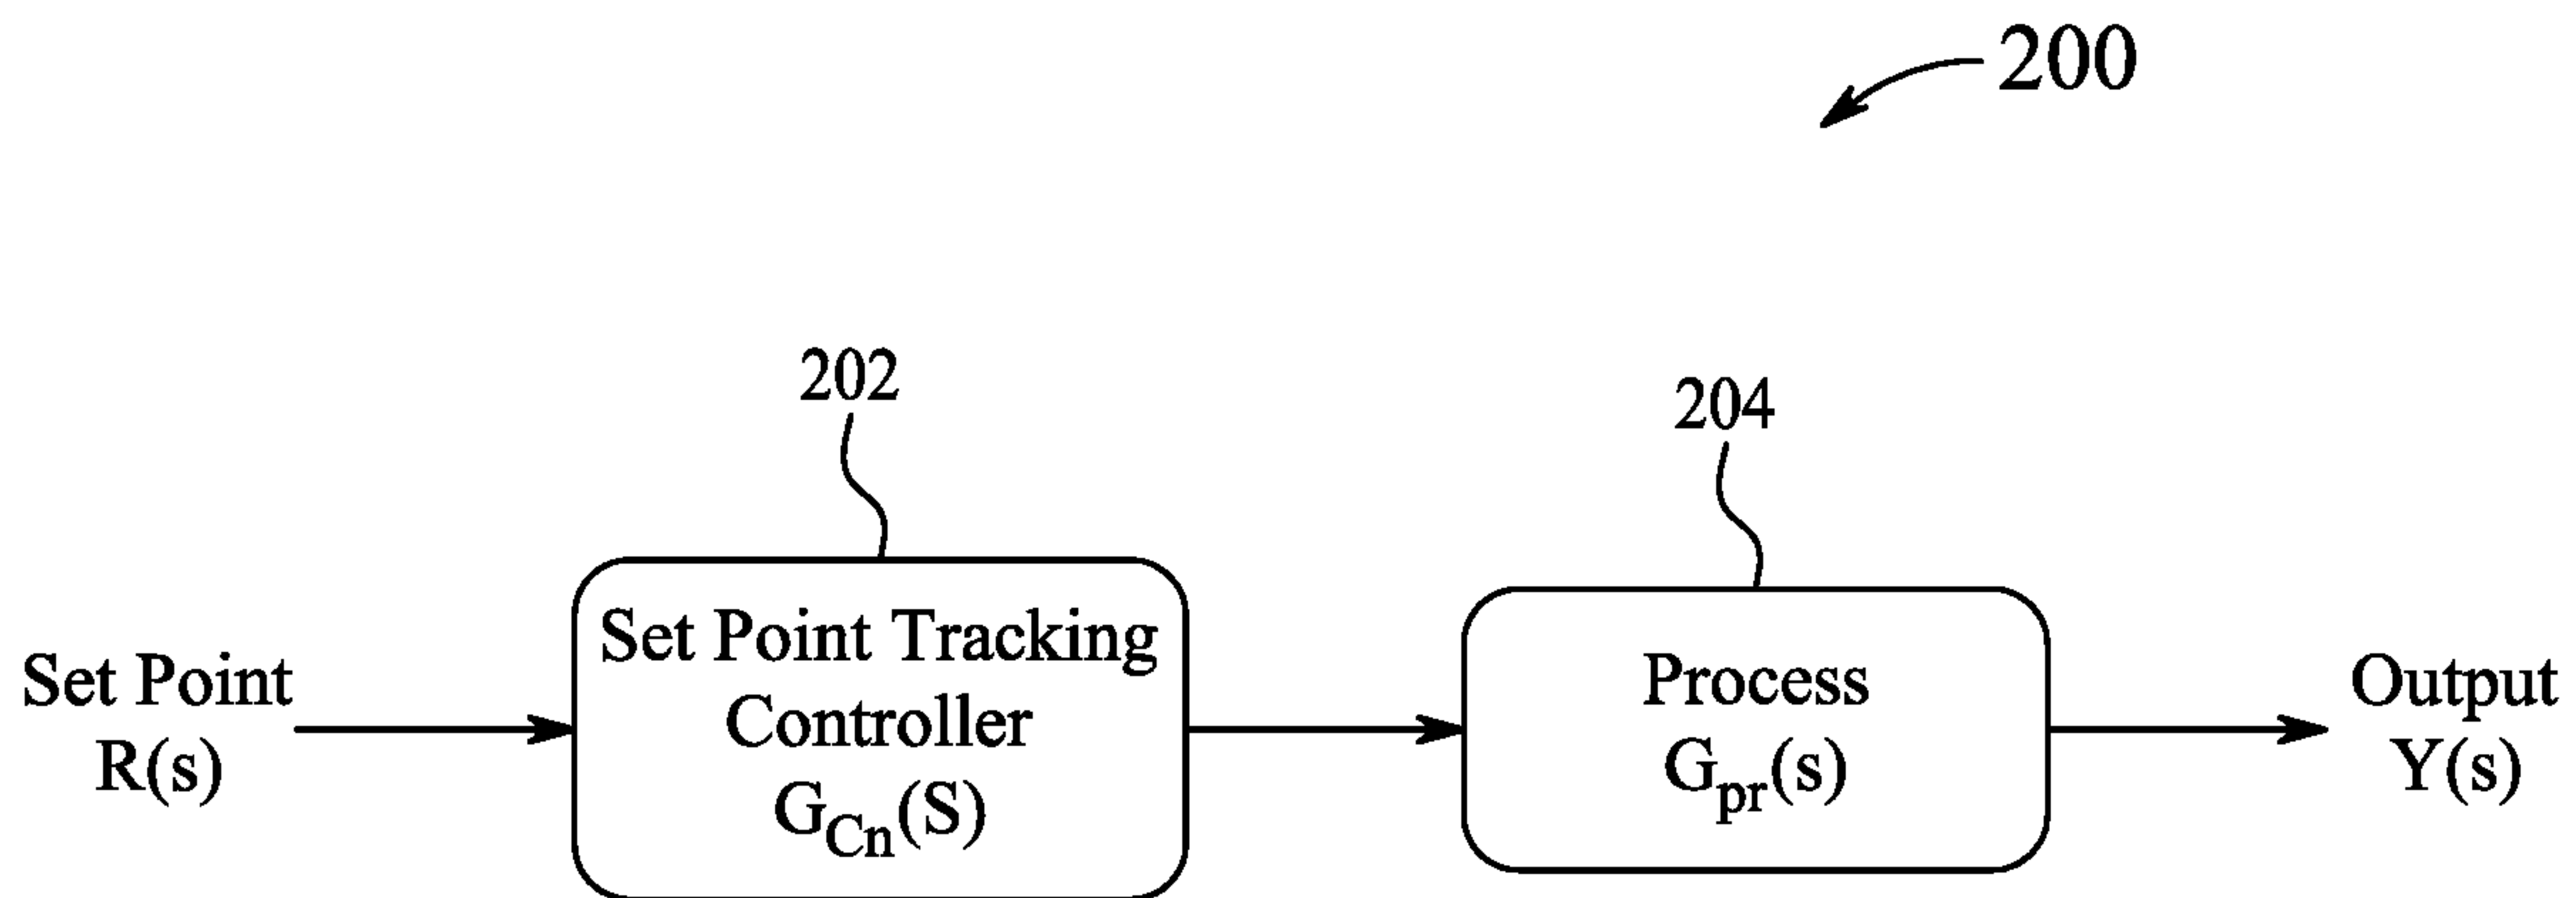 200
202
204
Set Point
R(s)
Set Point Tracking
Controller
G_Cn(S)
Process
G_pr(s)
Output
Y(s)